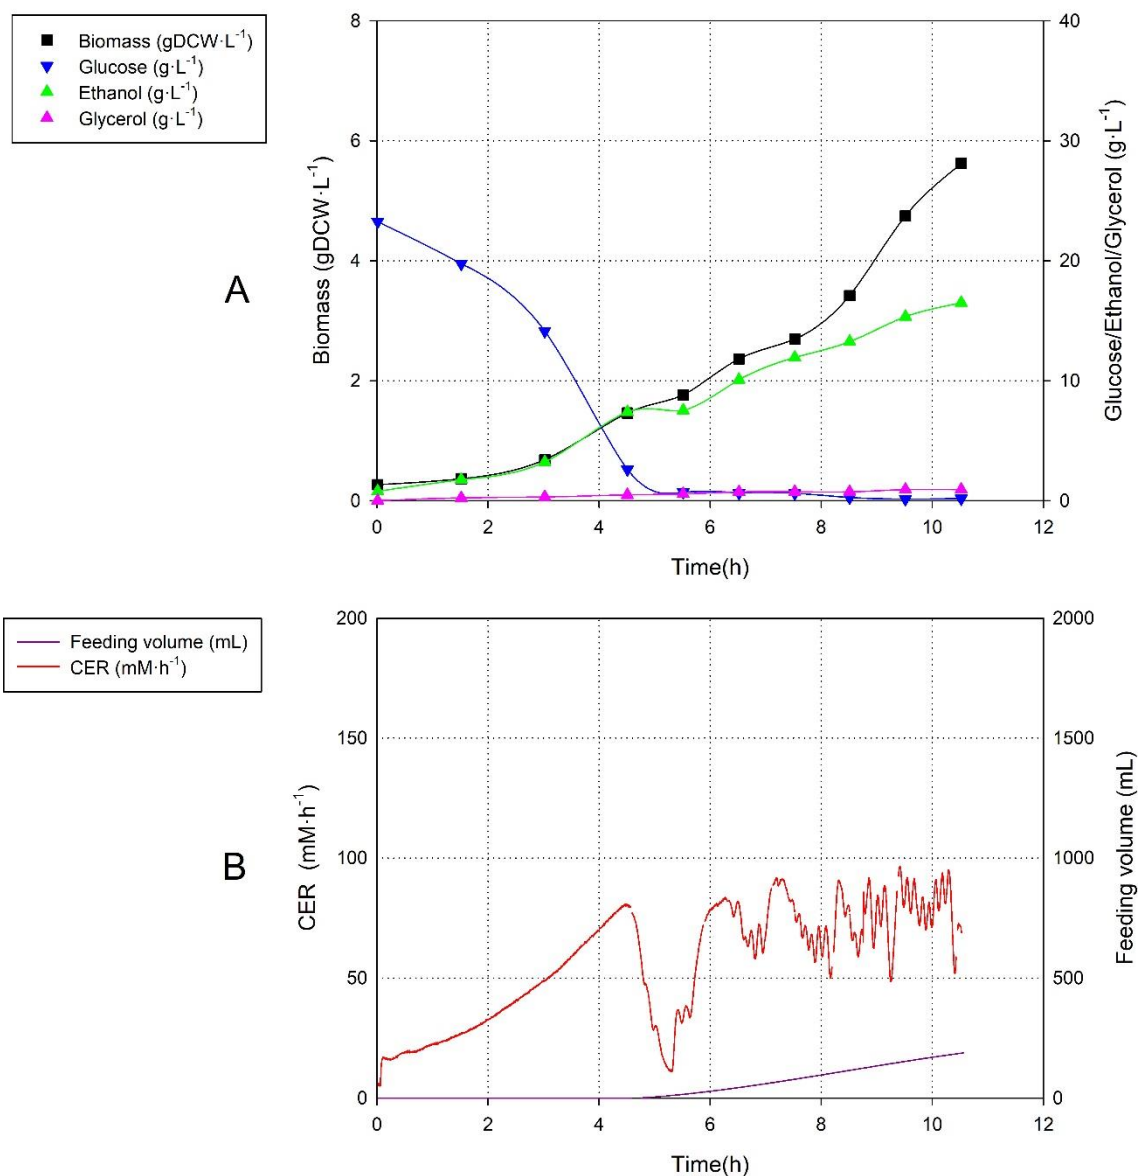 Biomass (gDCW·L⁻¹)
Glucose (g·L⁻¹)
Ethanol (g·L⁻¹)
Glycerol (g·L⁻¹)
A
Biomass (gDCW·L⁻¹)
8
6
4
2
0
40
30
20
10
0
Glucose/Ethanol/Glycerol (g·L⁻¹)
0 2 4 6 8 10 12
Time(h)
Feeding volume (mL)
CER (mM·h⁻¹)
B
CER (mM·h⁻¹)
200
150
100
50
0
2000
1500
1000
500
0
Feeding volume (mL)
0 2 4 6 8 10 12
Time(h)